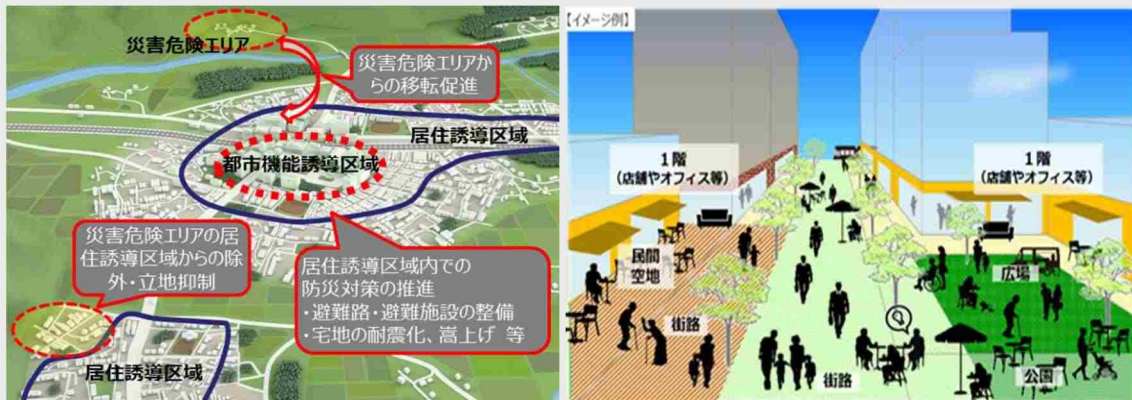 災害危険エリア
災害危険エリアか
らの移転促進
居住誘導区域
都市機能誘導区域
災害危険エリアの居
住誘導区域からの除
外・立地抑制
居住誘導区域内での
防災対策の推進
・避難路・避難施設の整備
・宅地の耐震化、嵩上げ 等
居住誘導区域
【イメージ例】
1階
(店舗やオフィス等)
1階
(店舗やオフィス等)
民間
空地
広場
街路
街路
公園